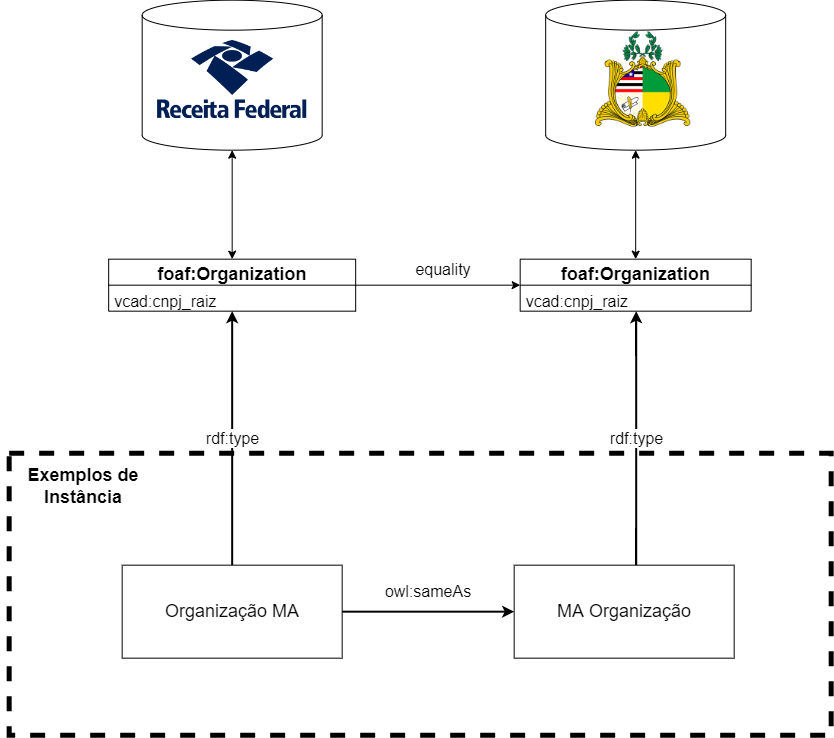 Receita Federal
foaf:Organization
equality
foaf:Organization
vcad:cnpj_raiz
vcad:cnpj_raiz
rdf:type
rdf:type
Exemplos de
Instância
Organização MA
owl:sameAs
MA Organização